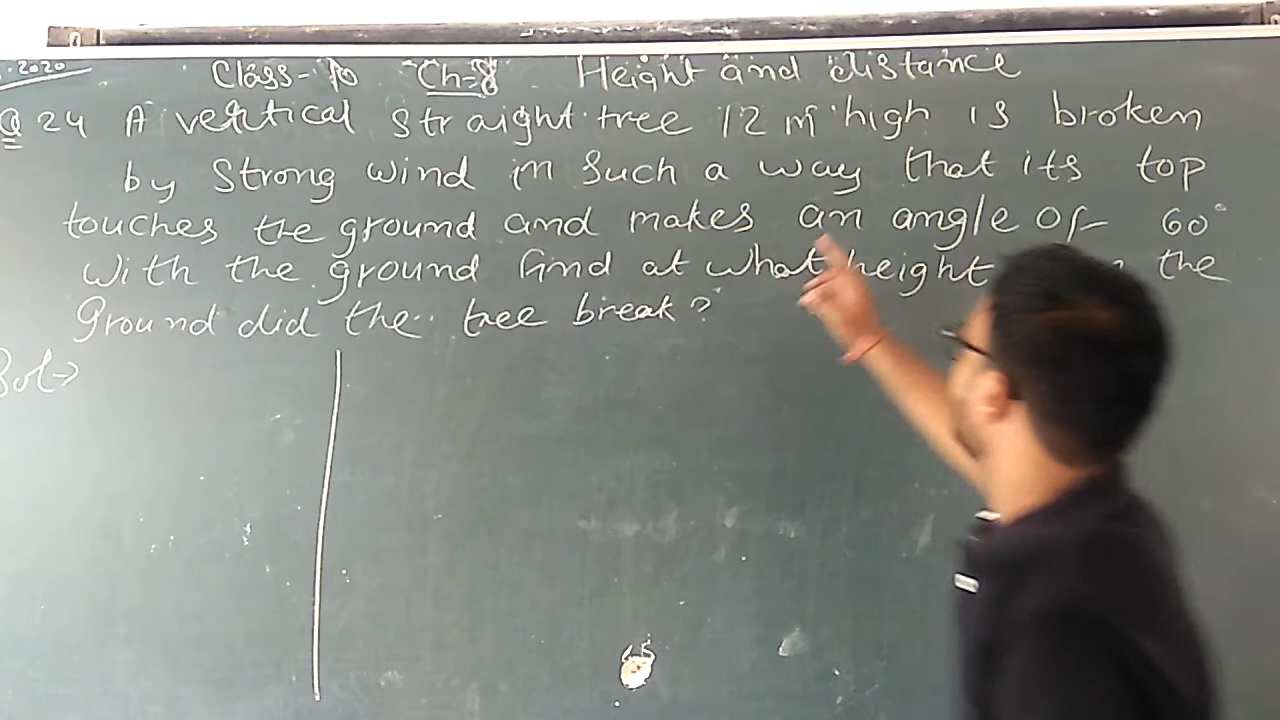 .2020
Class-10 Ch-8 Height and distance
Q 24 A vertical straight tree 12 m high is broken
by strong wind in such a way that its top
touches the ground and makes an angle of 60°
with the ground find at what height the
Ground did the tree break?
Sol→